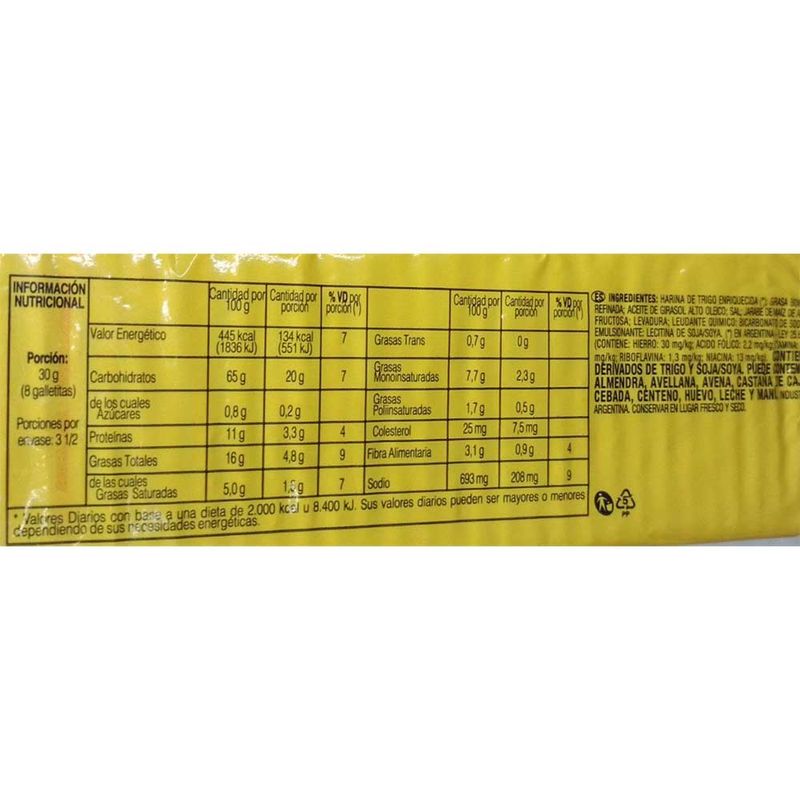 INFORMACIÓN
NUTRICIONAL
Porción:
30 g
(8 galletitas)
Porciones por
envase: 3 1/2
Cantidad por 100 g Cantidad por porción % VD por porción(*) Cantidad por 100 g Cantidad por porción % VD por porción(*)
Valor Energético 445 kcal (1836 kJ) 134 kcal (551 kJ) 7 Grasas Trans 0,7 g 0 g
Carbohidratos 65 g 20 g 7 Grasas Monoinsaturadas 7,7 g 2,3 g
de los cuales Azúcares 0,8 g 0,2 g Grasas Poliinsaturadas 1,7 g 0,5 g
Proteínas 11 g 3,3 g 4 Colesterol 25 mg 7,5 mg
Grasas Totales 16 g 4,8 g 9 Fibra Alimentaria 3,1 g 0,9 g 4
de las cuales Grasas Saturadas 5,0 g 7 Sodio 693 mg 208 mg 9
* Valores Diarios con base a una dieta de 2.000 kcal u 8.400 kJ. Sus valores diarios pueden ser mayores o menores
dependiendo de sus necesidades energéticas.
ES INGREDIENTES: HARINA DE TRIGO ENRIQUECIDA (*); GRASA
REFINADA; ACEITE DE GIRASOL ALTO OLEICO; SAL; JARABE DE MAÍZ DE
FRUCTOSA; LEVADURA; LEUDANTE QUÍMICO: BICARBONATO DE
EMULSIONANTE: LECITINA DE SOJA/SOYA. (*) EN ARGENTINA LEY
(CONTIENE: HIERRO: 30 mg/kg; ÁCIDO FÓLICO: 2,2 mg/kg;
mg/kg; RIBOFLAVINA: 1,3 mg/kg; NIACINA: 13 mg/kg).
DERIVADOS DE TRIGO Y SOJA/SOYA. PUEDE
ALMENDRA, AVELLANA, AVENA, CASTAÑA DE
CEBADA, CENTENO, HUEVO, LECHE Y MANÍ.
ARGENTINA. CONSERVAR EN LUGAR FRESCO Y SECO.
5
PP